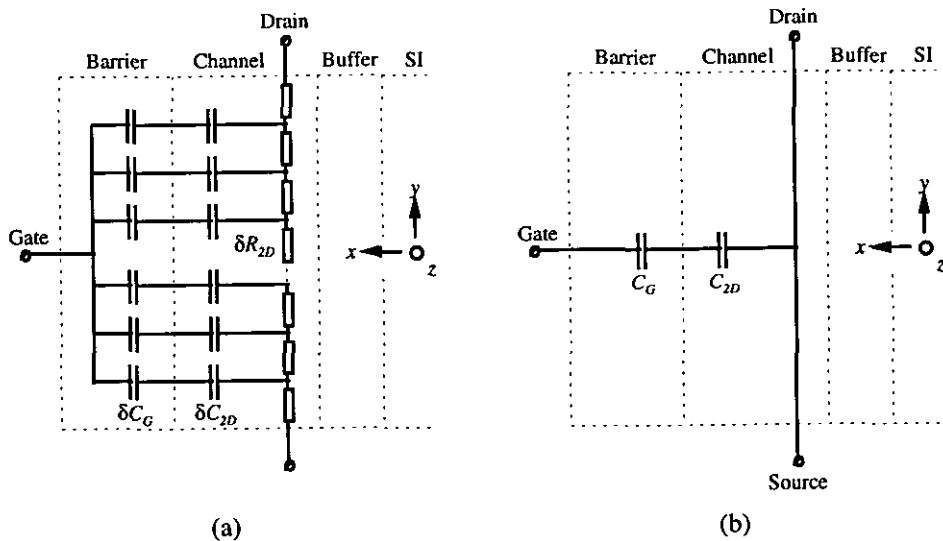 Drain
Barrier Channel Buffer SI
Gate
δR2D
y
x
z
δCG δC2D
(a)
Drain
Barrier Channel Buffer SI
Gate
CG C2D
y
x
z
Source
(b)